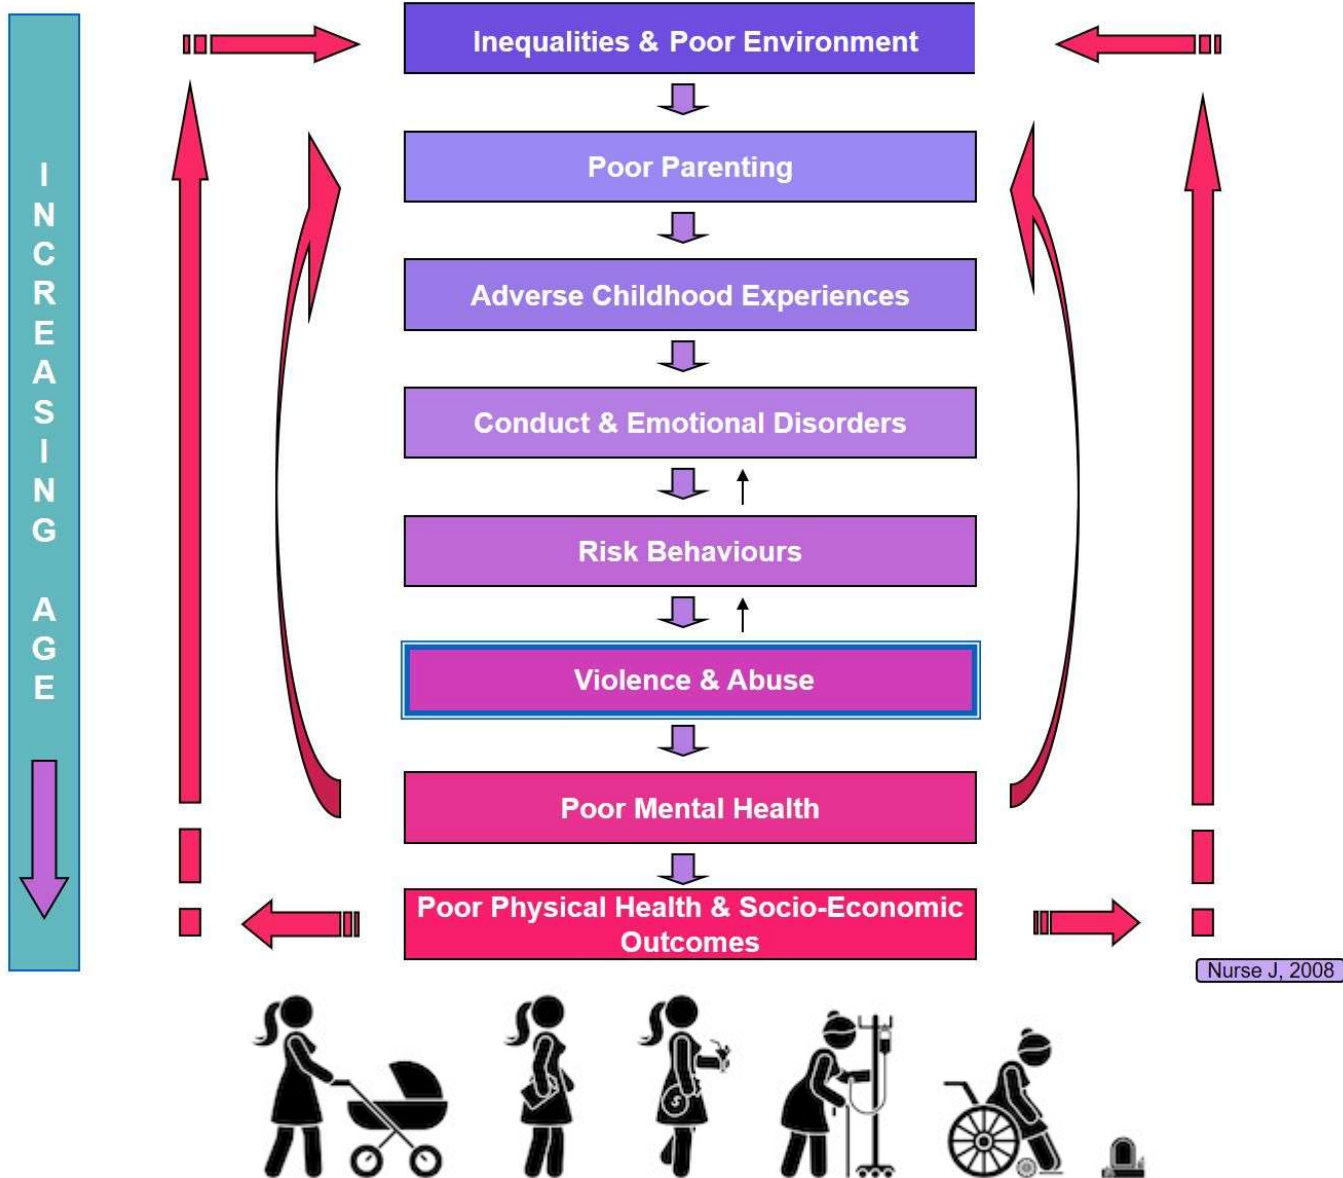 INCREASING AGE
Inequalities & Poor Environment
Poor Parenting
Adverse Childhood Experiences
Conduct & Emotional Disorders
Risk Behaviours
Violence & Abuse
Poor Mental Health
Poor Physical Health & Socio-Economic
Outcomes
Nurse J, 2008
$